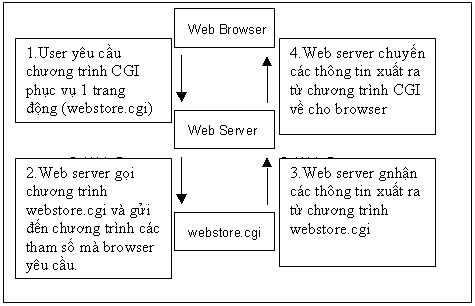 Web Browser
1.User yêu cầu
chương trình CGI
phục vụ 1 trang
động (webstore.cgi)
4.Web server chuyến
các thông tin xuất ra
từ chương trình CGI
về cho browser
Web Server
2.Web server gọi
chương trình
webstore.cgi và gửi
đến chương trình các
tham số mà browser
yêu cầu.
3.Web server gnhận
các thông tin xuất ra
từ chương trình
webstore.cgi
webstore.cgi